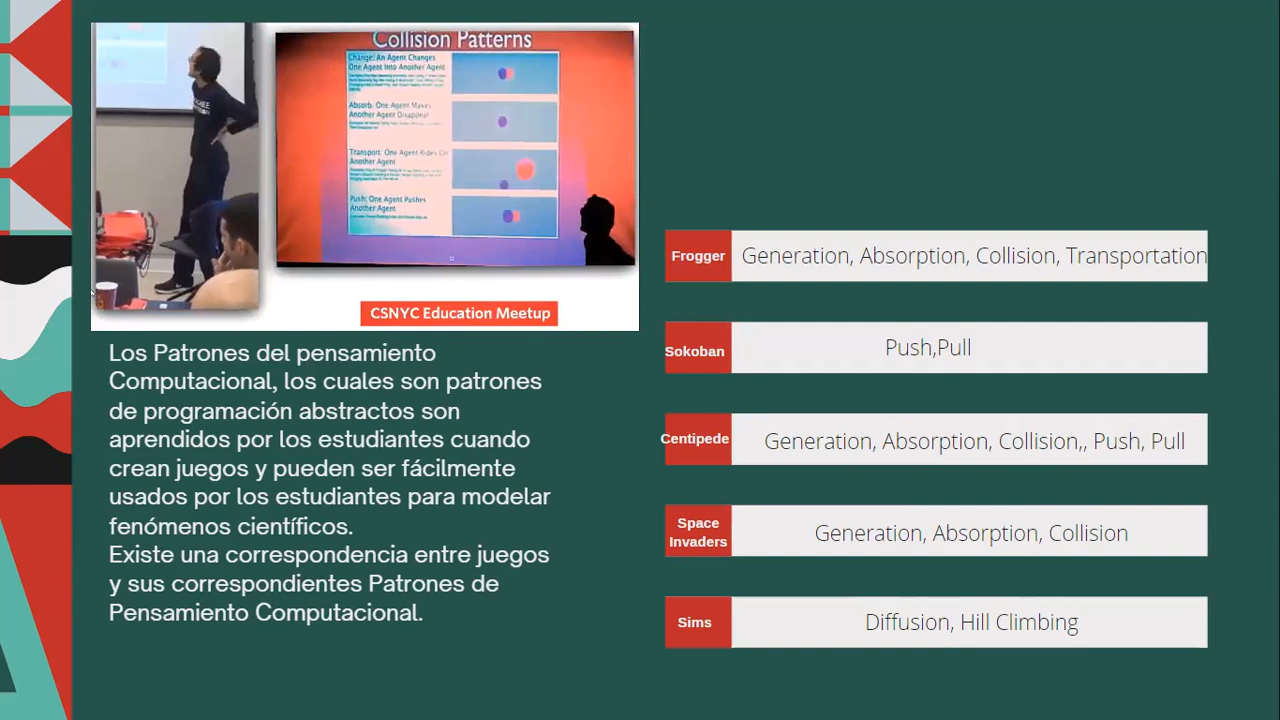 Collision Patterns
Change: An Agent Changes
One Agent Into Another Agent
Absorb: One Agent Makes
Another Agent Disappear
Transport: One Agent Rides On
Another Agent
Push: One Agent Pushes
Another Agent
CSNYC Education Meetup
Los Patrones del pensamiento
Computacional, los cuales son patrones
de programación abstractos son
aprendidos por los estudiantes cuando
crean juegos y pueden ser fácilmente
usados por los estudiantes para modelar
fenómenos científicos.
Existe una correspondencia entre juegos
y sus correspondientes Patrones de
Pensamiento Computacional.
Frogger
Generation, Absorption, Collision, Transportation
Sokoban
Push,Pull
Centipede
Generation, Absorption, Collision,, Push, Pull
Space
Invaders
Generation, Absorption, Collision
Sims
Diffusion, Hill Climbing